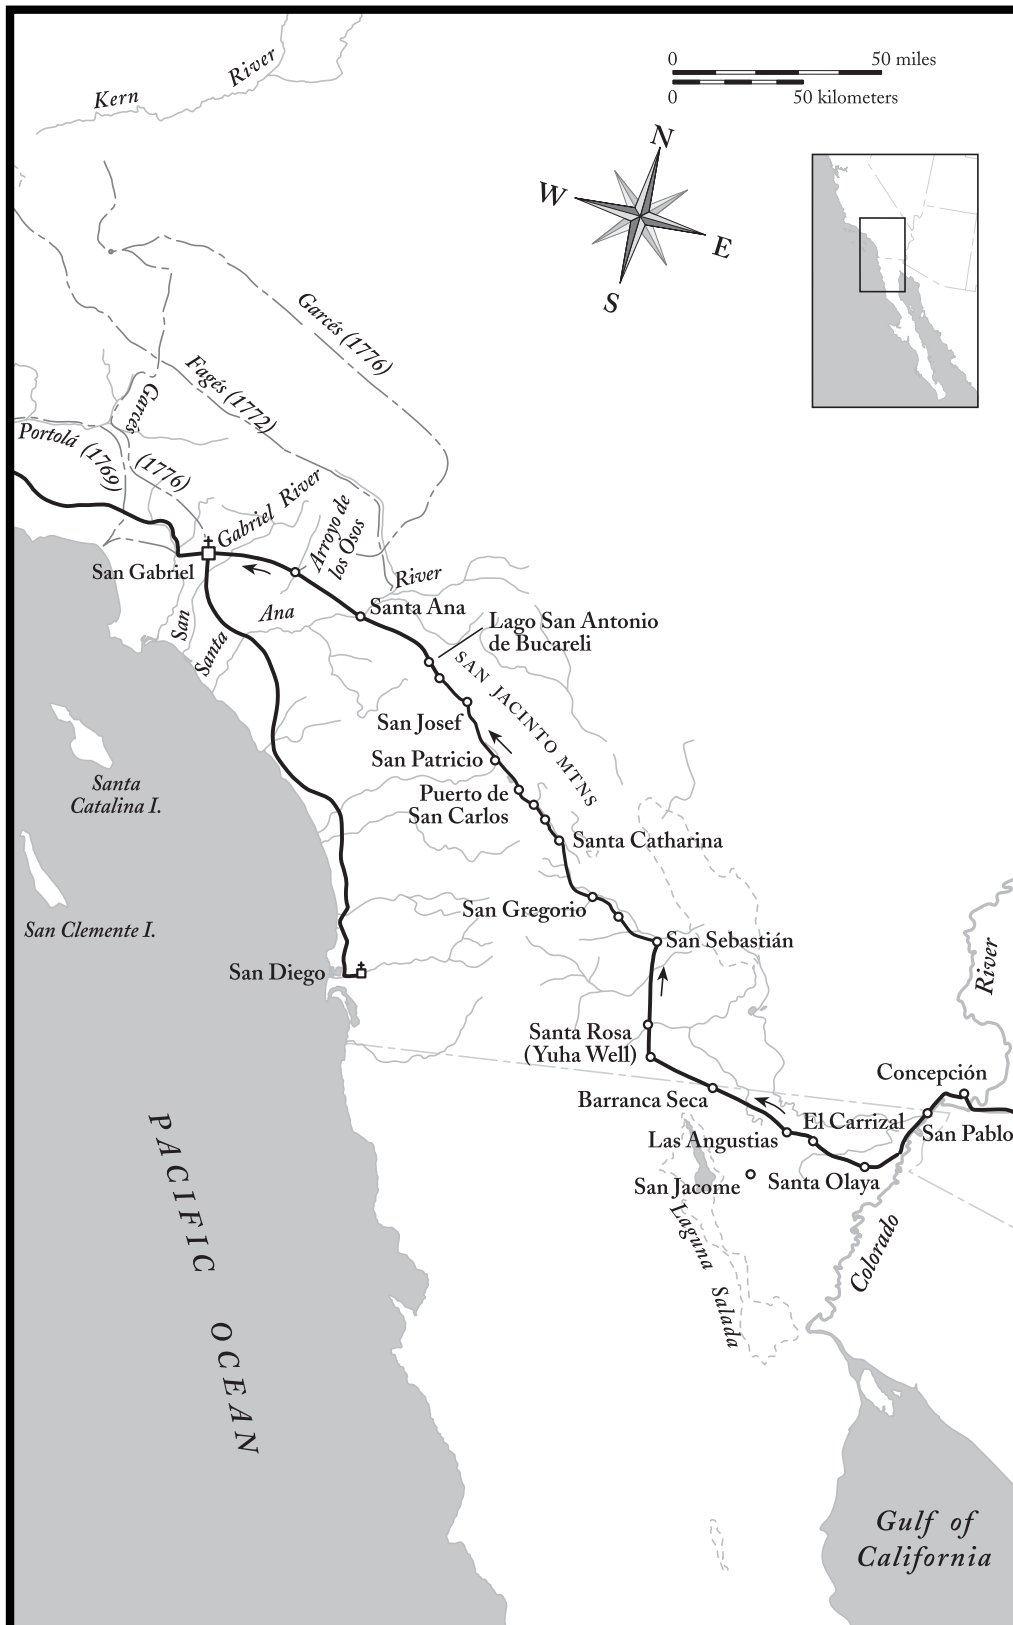 0 50 miles
0 50 kilometers
Kern River
N
W
E
S
Garcés (1776)
Fagés (1772)
Garcés
(1776)
Portolá (1769)
Gabriel River
Arroyo de
los Osos
San Gabriel
River
Santa Ana
Ana
San
Santa
Lago San Antonio
de Bucareli
SAN JACINTO MTNS
San Josef
San Patricio
Santa
Catalina I.
Puerto de
San Carlos
Santa Catharina
San Gregorio
San Clemente I.
San Sebastián
San Diego
River
Santa Rosa
(Yuha Well)
Concepción
Barranca Seca
El Carrizal
San Pablo
Las Angustias
San Jacome
Santa Olaya
Laguna Salada
Colorado
PACIFIC OCEAN
Gulf of
California